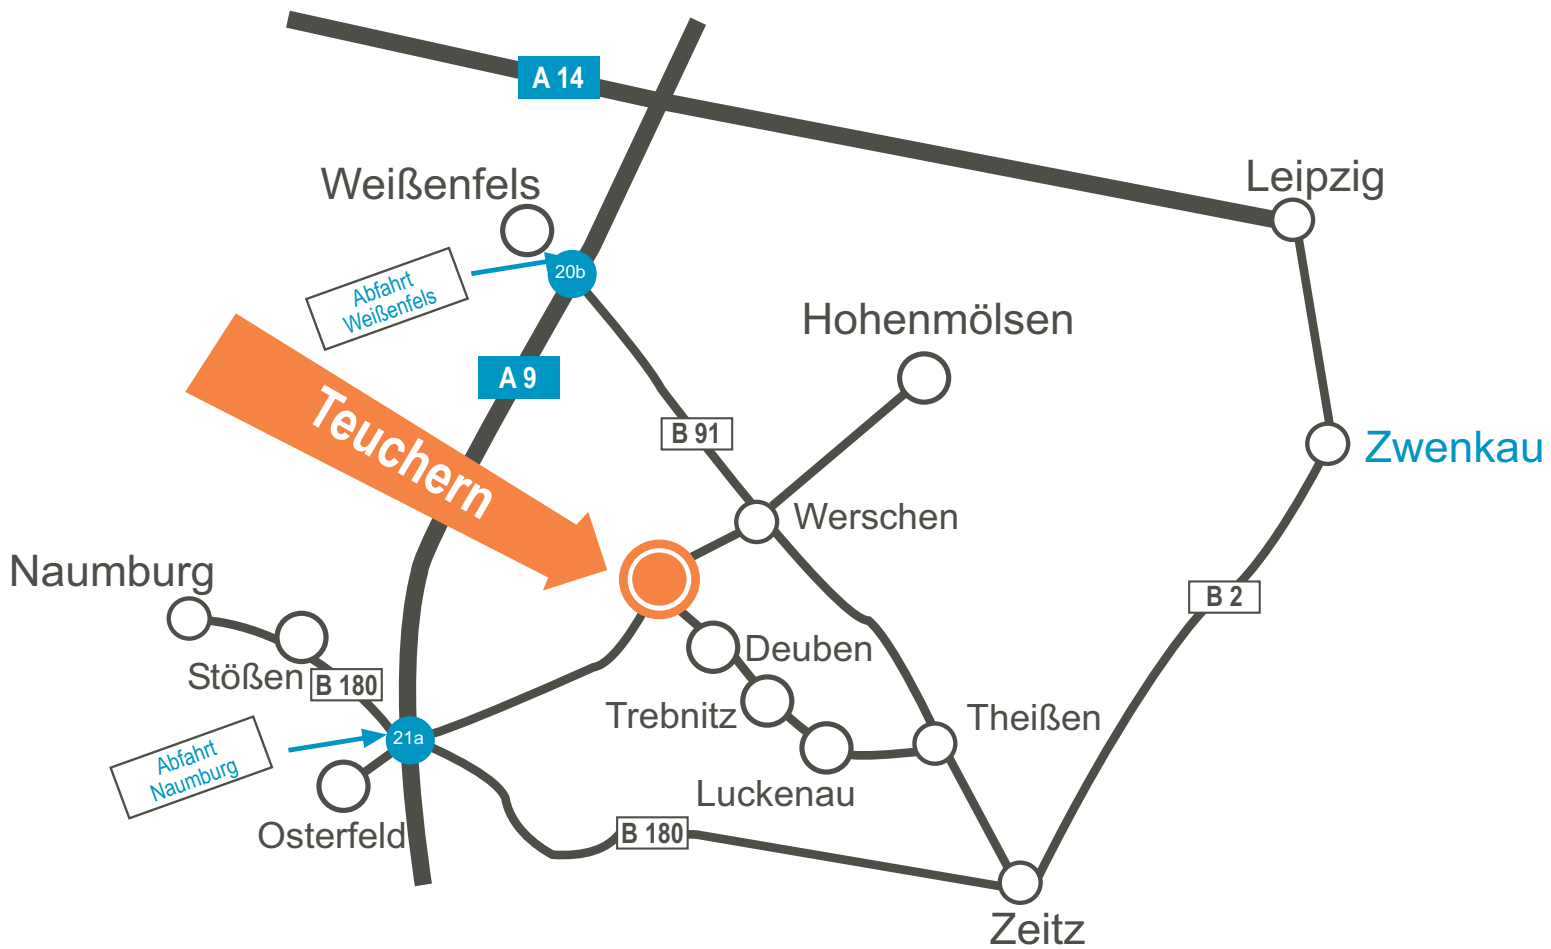 A 14
Weißenfels
Leipzig
Abfahrt
Weißenfels
20b
Hohenmölsen
A 9
Teuchern
B 91
Zwenkau
Werschen
Naumburg
B 2
Stößen
B 180
Deuben
Trebnitz
Theißen
Abfahrt
Naumburg
21a
Luckenau
Osterfeld
B 180
Zeitz